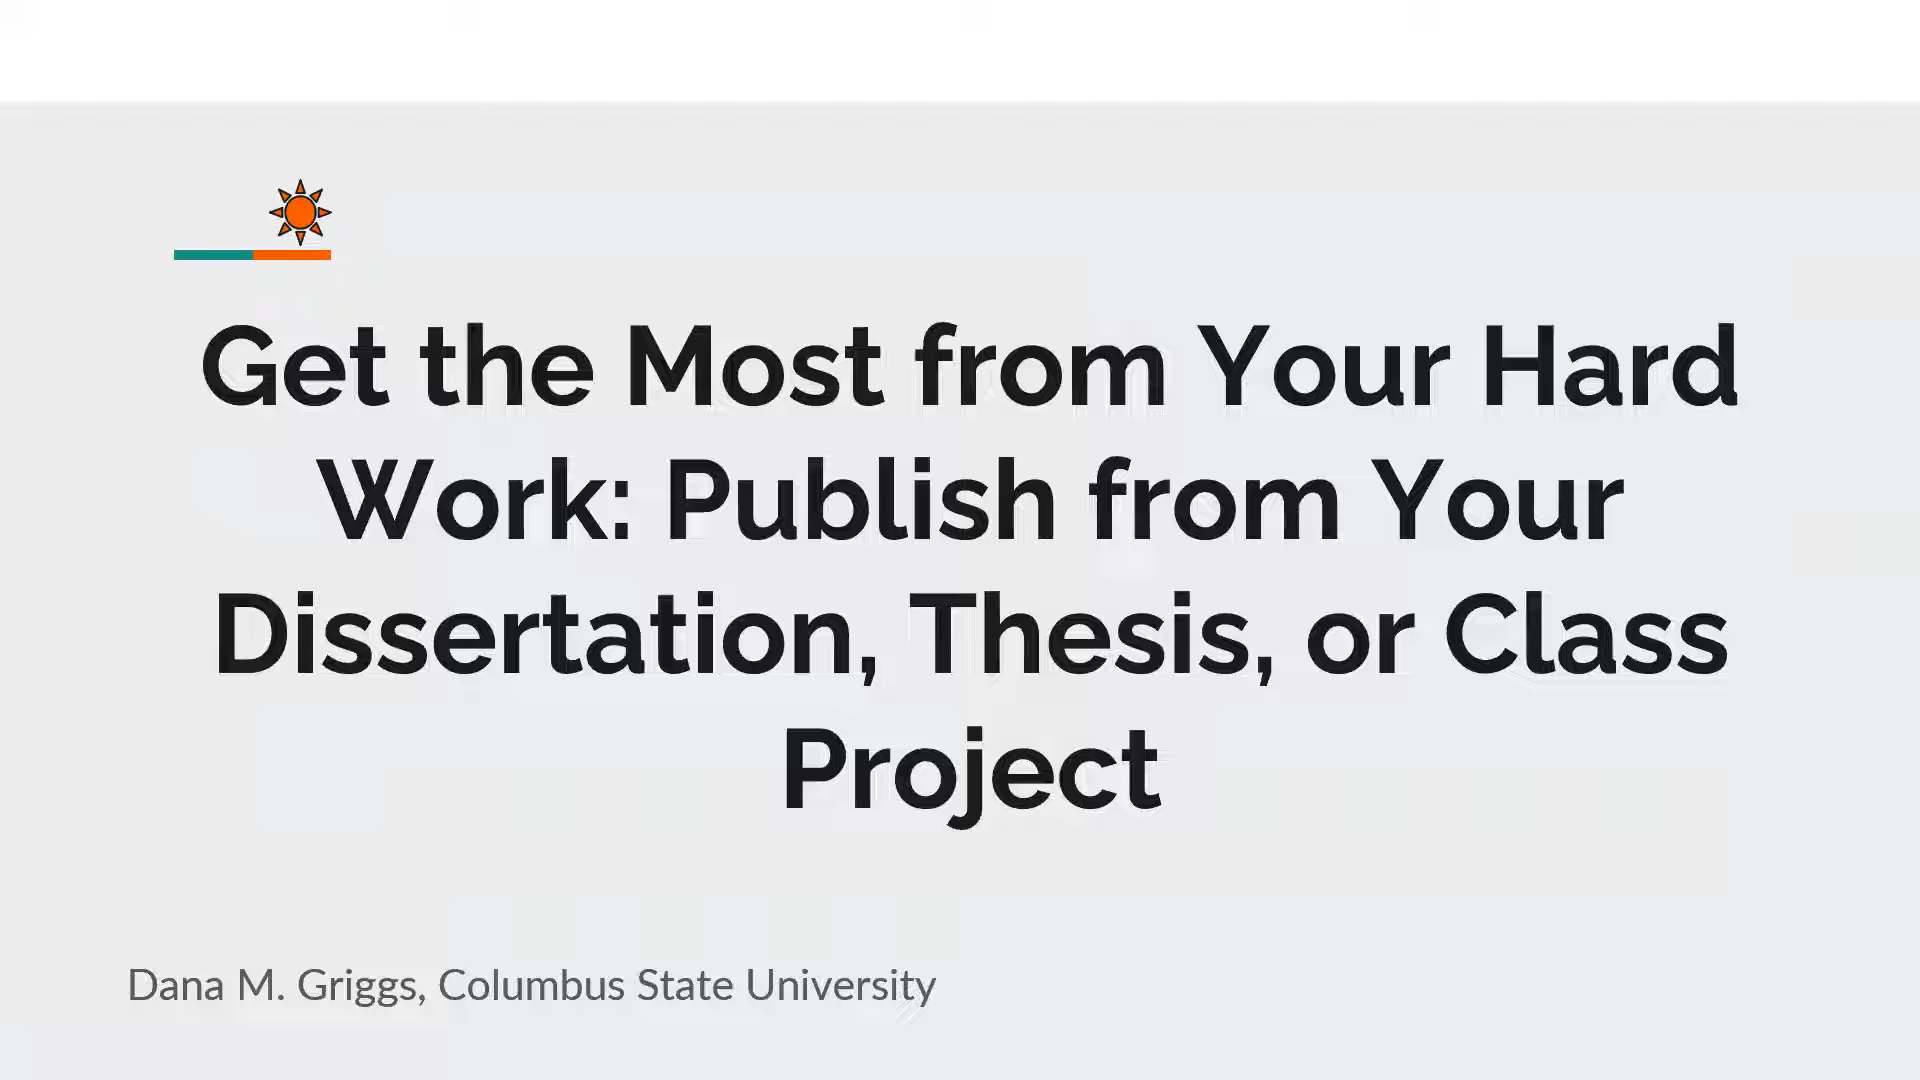 Get the Most from Your Hard
Work: Publish from Your
Dissertation, Thesis, or Class
Project
Dana M. Griggs, Columbus State University